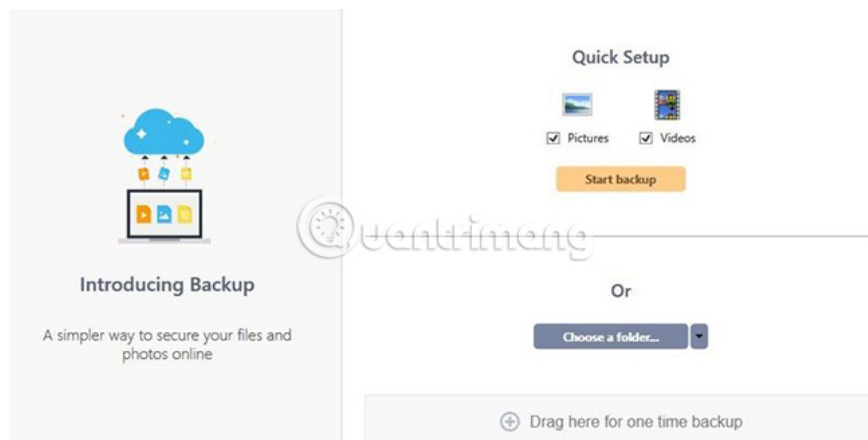 Introducing Backup
A simpler way to secure your files and
photos online
Quick Setup
Pictures
Videos
Start backup
Quantrimang
Or
Choose a folder...
Drag here for one time backup